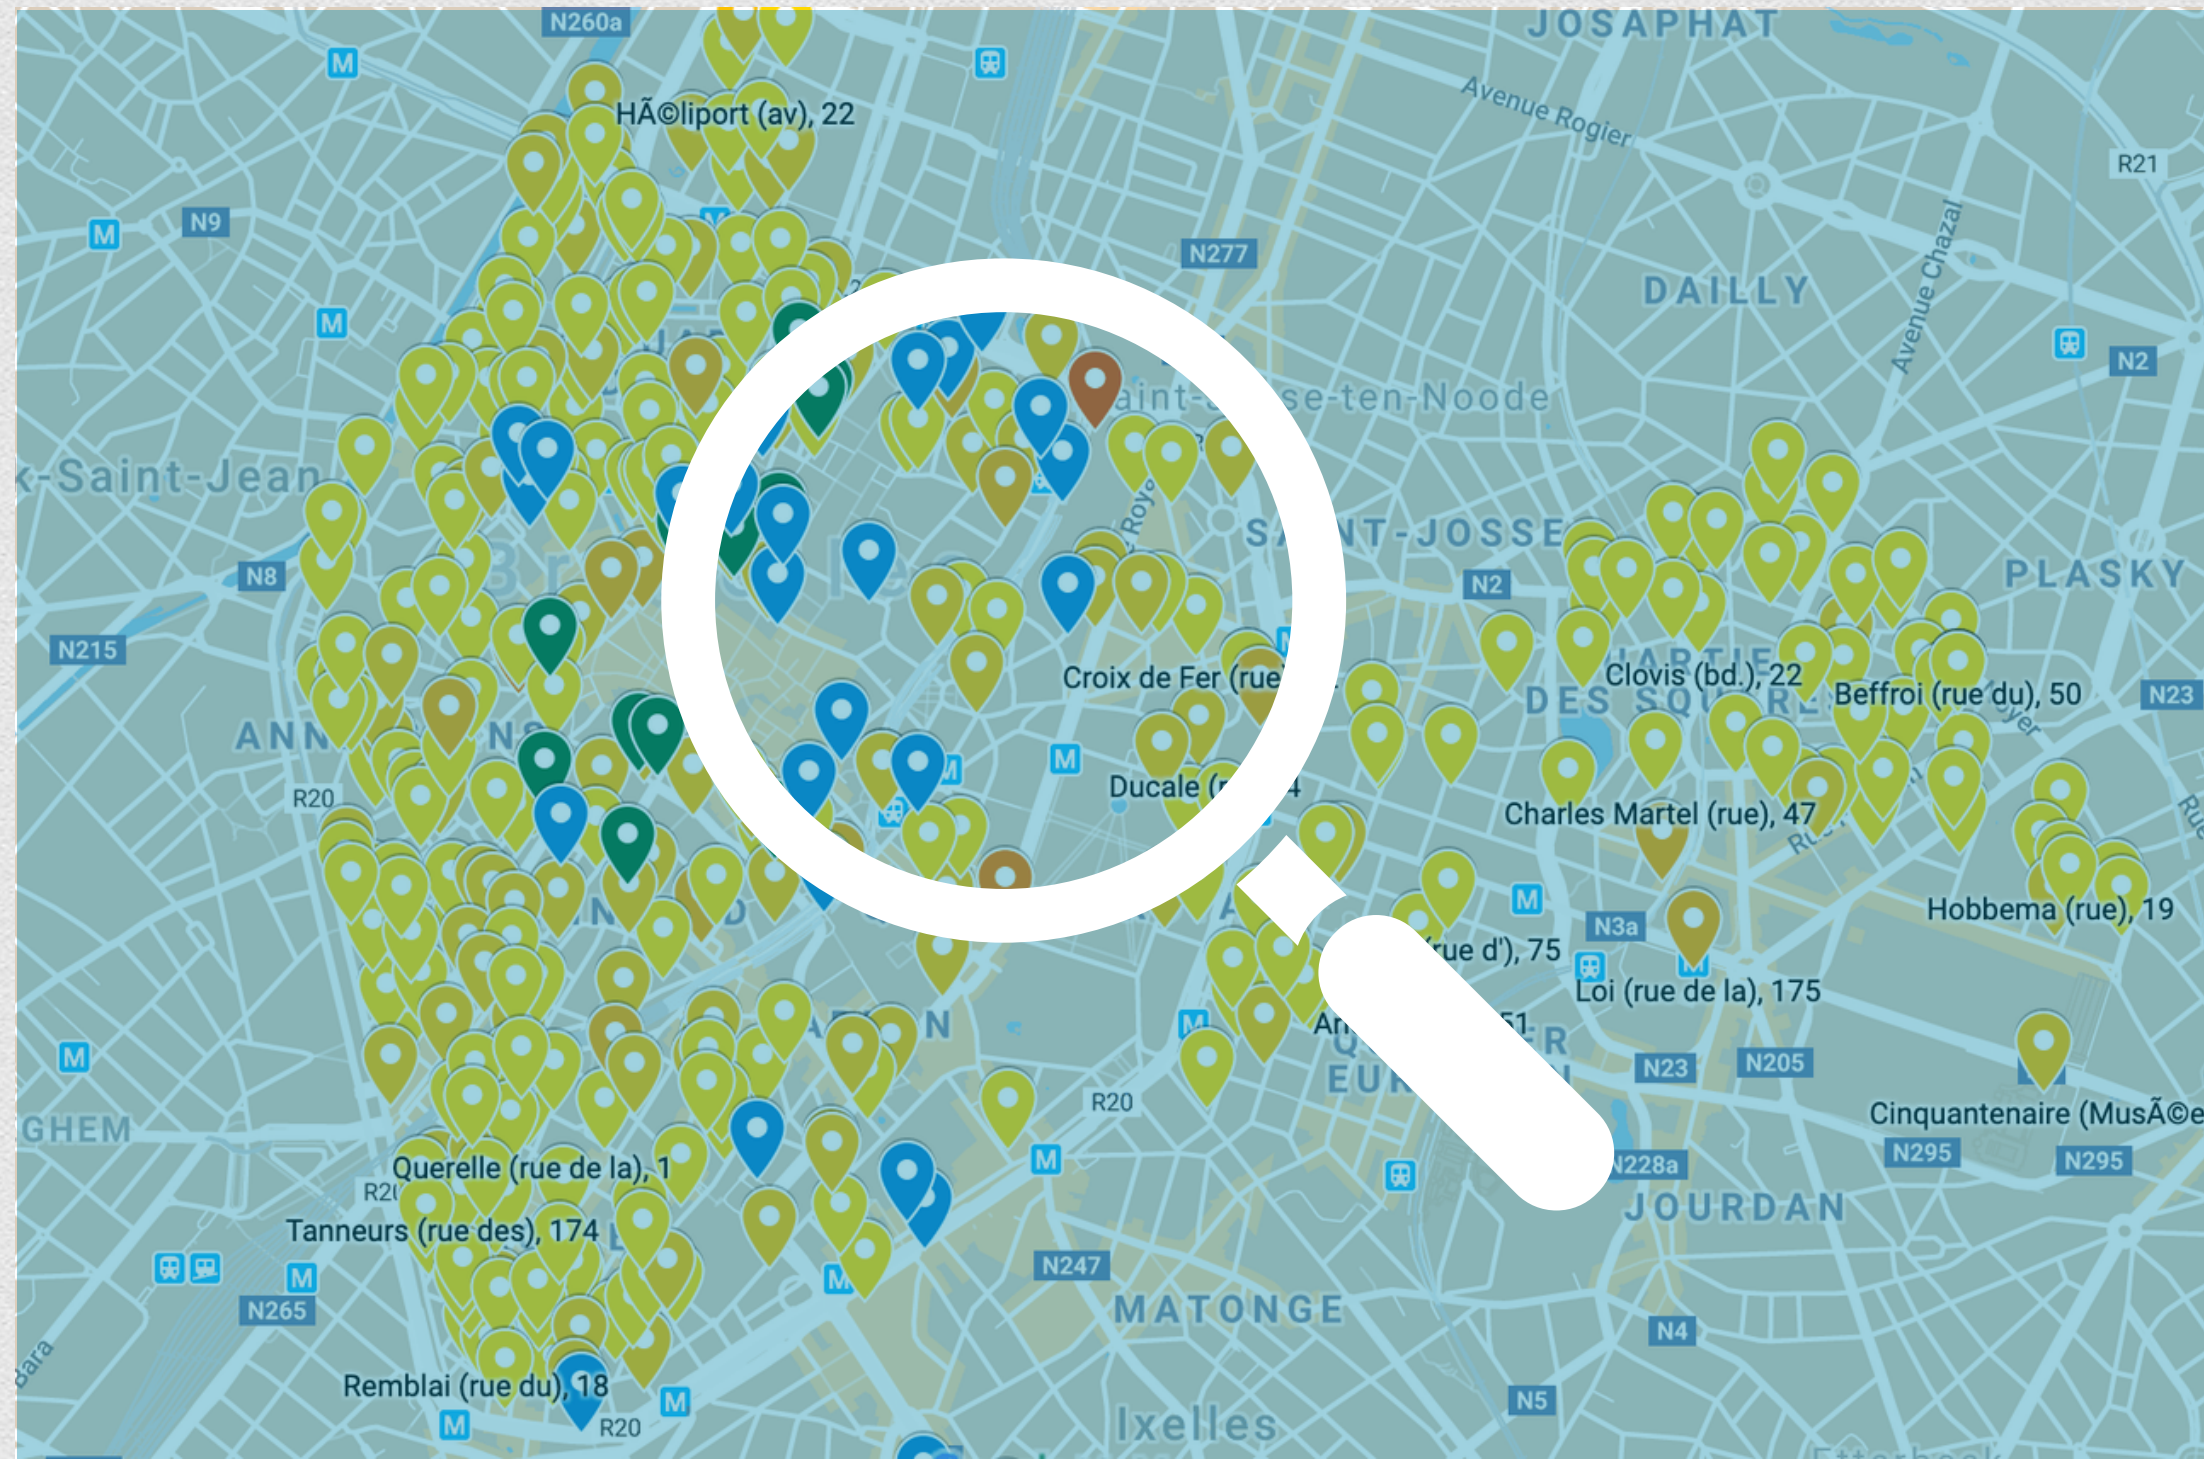 N260a
JOSAPHAT
Avenue Rogier
HÃ©liport (av), 22
R21
N9
N277
Avenue Chazal
DAILLY
N2
k-Saint-Jean
SAINT-JOSSE
N8
N2
PLASKY
N215
Croix de Fer (rue
Clovis (bd.), 22
Beffroi (rue du), 50
N23
DES
R20
Ducale
Charles Martel (rue), 47
Hobbema (rue), 19
N3a
(rue d'), 75
Loi (rue de la), 175
51
N23
N205
R20
Cinquantenaire (MusÃ©e
GHEM
N295
N295
Querelle (rue de la), 1
N228a
JOURDAN
Tanneurs (rue des), 174
N247
N265
MATONGE
N4
Bara
Remblai (rue du), 18
R20
N5
Ixelles